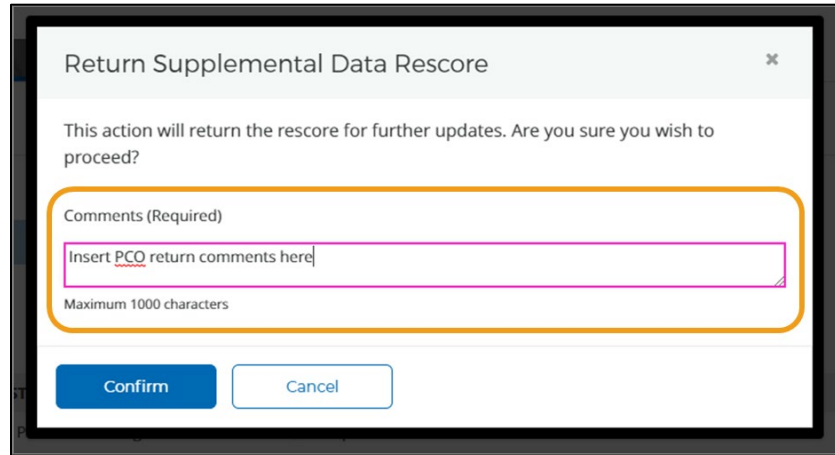 Return Supplemental Data Rescore
This action will return the rescore for further updates. Are you sure you wish to
proceed?
Comments (Required)
Insert PCO return comments here
Maximum 1000 characters
Confirm
Cancel